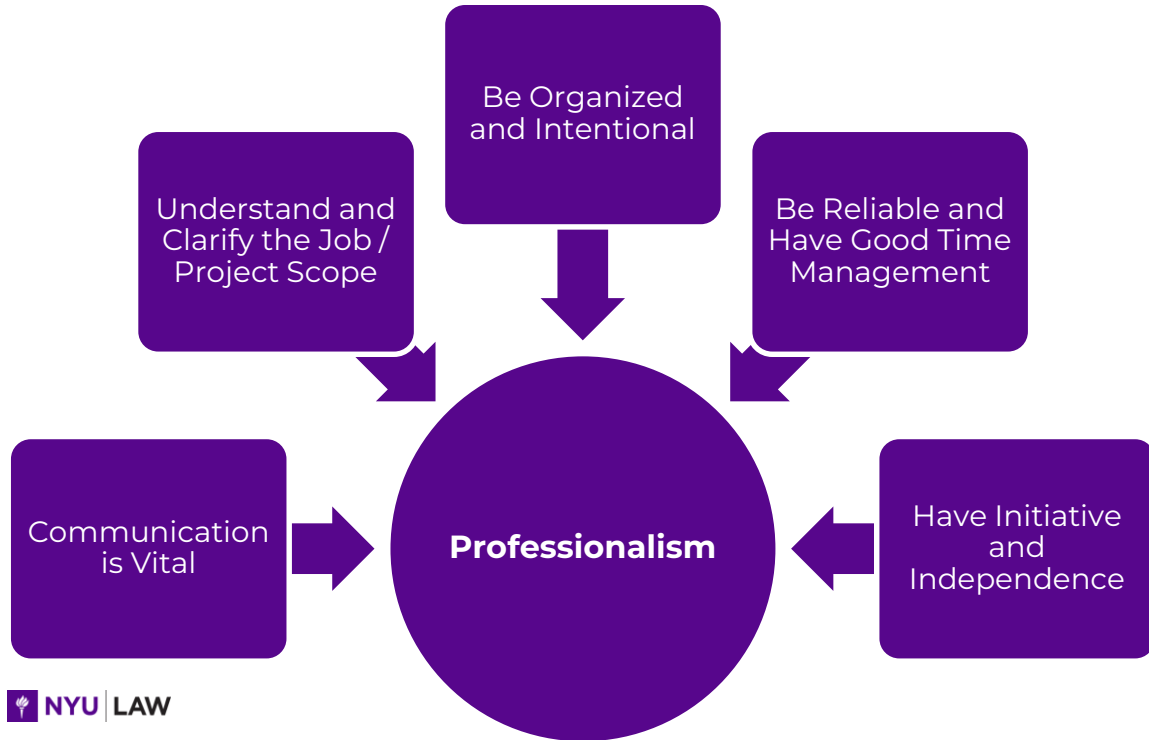 Be Organized
and Intentional
Understand and
Clarify the Job /
Project Scope
Be Reliable and
Have Good Time
Management
Communication
is Vital
Professionalism
Have Initiative
and
Independence
NYU LAW